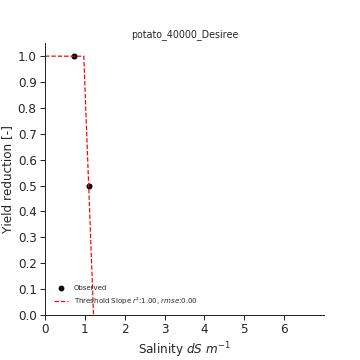 potato_40000_Desiree
Yield reduction [-]
1.0
0.9
0.8
0.7
0.6
0.5
0.4
0.3
0.2
0.1
0.0
Observed
Threshold Slope r²:1.00, rmse:0.00
0 1 2 3 4 5 6
Salinity dS m⁻¹